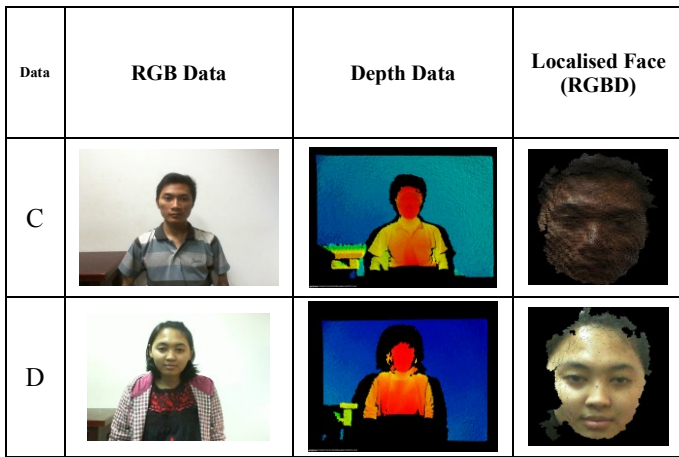 Data
RGB Data
Depth Data
Localised Face
(RGBD)
C
D